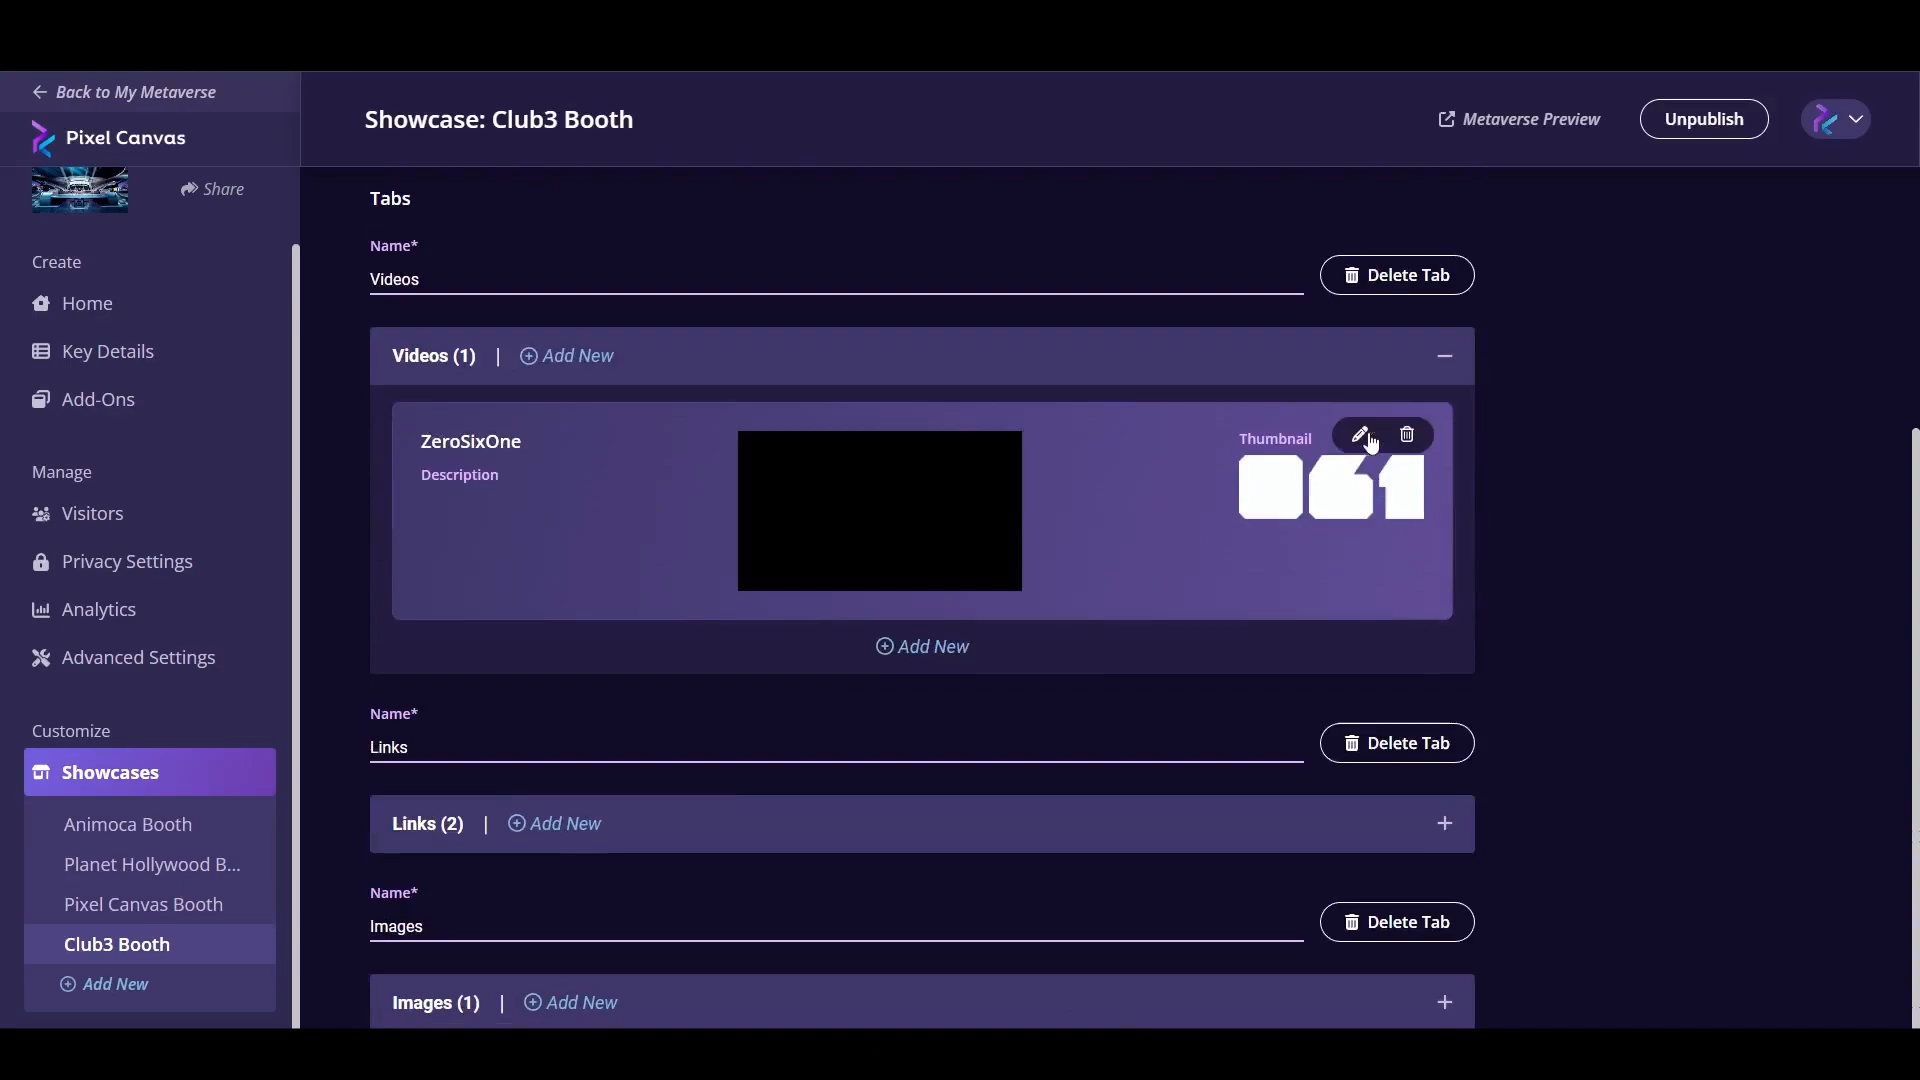 Back to My Metaverse
Pixel Canvas
Share
Create
Home
Key Details
Add-Ons
Manage
Visitors
Privacy Settings
Analytics
Advanced Settings
Customize
Showcases
Animoca Booth
Planet Hollywood B...
Pixel Canvas Booth
Club3 Booth
Add New
Showcase: Club3 Booth
Metaverse Preview
Unpublish
Tabs
Name*
Videos
Delete Tab
Videos (1) | Add New
ZeroSixOne
Description
Thumbnail
061
Add New
Name*
Links
Delete Tab
Links (2) | Add New
Name*
Images
Delete Tab
Images (1) | Add New